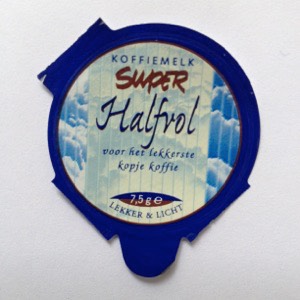 KOFFIEMELK
SUPER
Halfvol
voor het lekkerste
kopje koffie
7,5 g ℮
LEKKER & LICHT